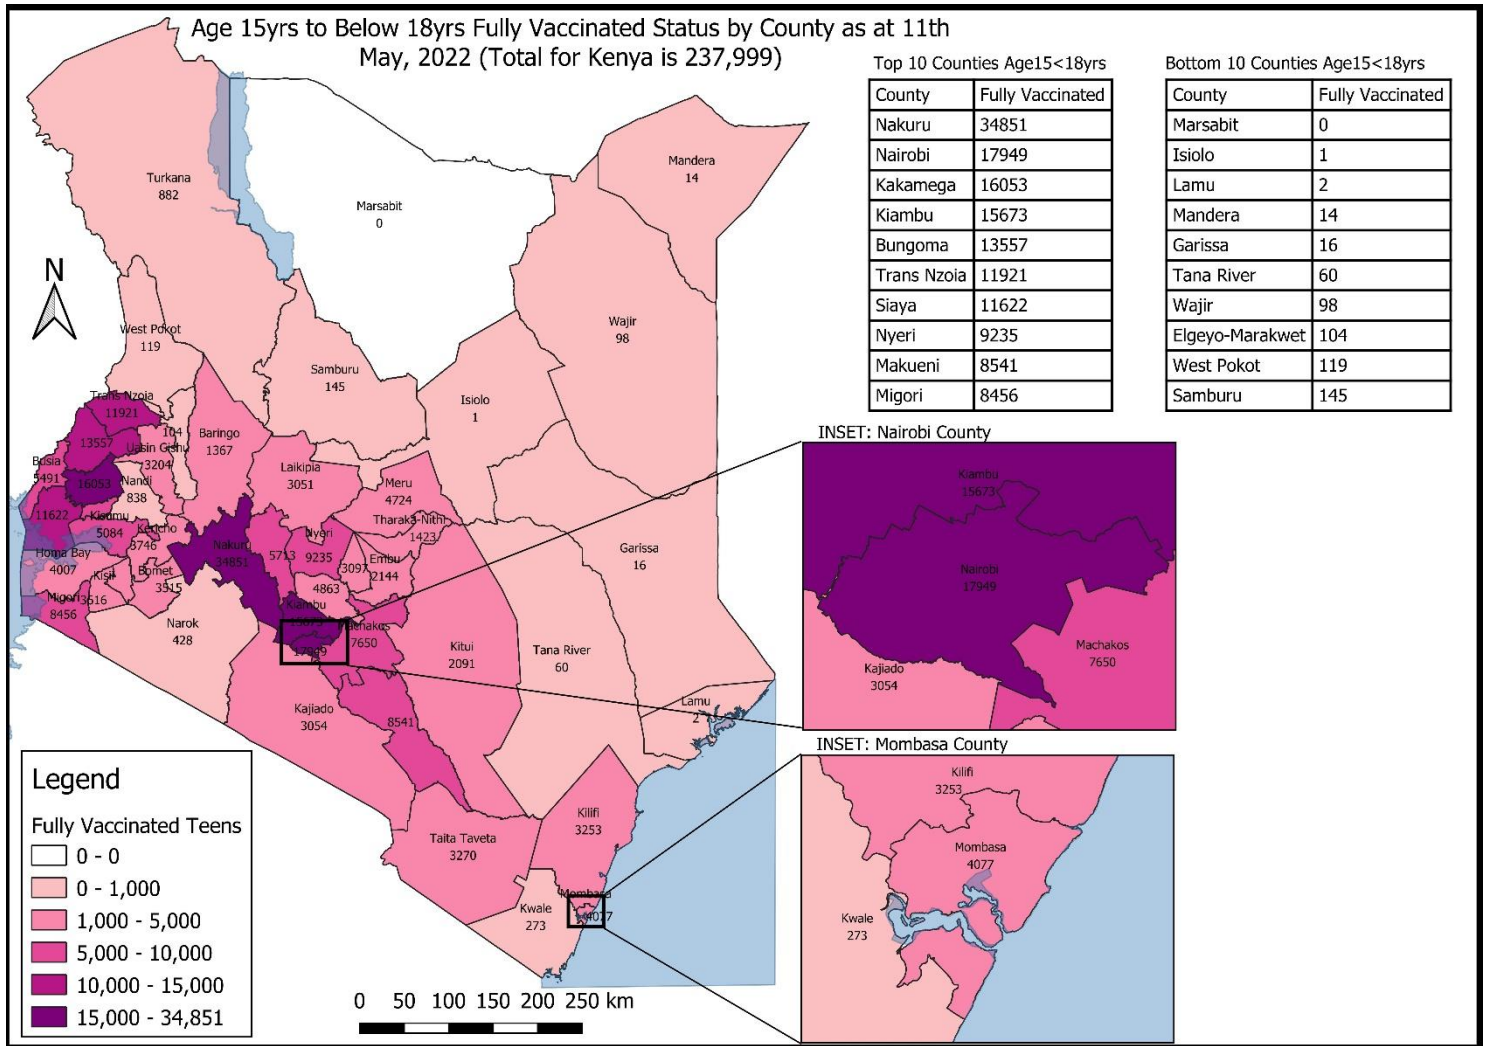 Age 15yrs to Below 18yrs Fully Vaccinated Status by County as at 11th
May, 2022 (Total for Kenya is 237,999)
Top 10 Counties Age15<18yrs
County Fully Vaccinated
Nakuru 34851
Nairobi 17949
Kakamega 16053
Kiambu 15673
Bungoma 13557
Trans Nzoia 11921
Siaya 11622
Nyeri 9235
Makueni 8541
Migori 8456
Bottom 10 Counties Age15<18yrs
County Fully Vaccinated
Marsabit 0
Isiolo 1
Lamu 2
Mandera 14
Garissa 16
Tana River 60
Wajir 98
Elgeyo-Marakwet 104
West Pokot 119
Samburu 145
N
Turkana
882
Marsabit
0
Mandera
14
Wajir
98
West Pokot
119
Samburu
145
Isiolo
1
Trans Nzoia
11921
13557
104
Uasin Gishu
3204
Baringo
1367
Busia
5491
16053
Nandi
838
Laikipia
3051
Meru
4724
11622
Kisumu
5084
Kericho
3746
Tharaka-Nithi
1423
Nakuru
34851
5713
Nyeri
9235
3097
Embu
2144
Garissa
16
Homa Bay
4007
Kisii
Bomet
3515
4863
Migori
8456
3616
Narok
428
Kiambu
15673
Machakos
7650
17949
Kitui
2091
Tana River
60
Lamu
2
Kajiado
3054
8541
Taita Taveta
3270
Kilifi
3253
Kwale
273
Mombasa
4077
INSET: Nairobi County
Kiambu
15673
Nairobi
17949
Machakos
7650
Kajiado
3054
INSET: Mombasa County
Kilifi
3253
Mombasa
4077
Kwale
273
Legend
Fully Vaccinated Teens
0 - 0
0 - 1,000
1,000 - 5,000
5,000 - 10,000
10,000 - 15,000
15,000 - 34,851
0 50 100 150 200 250 km